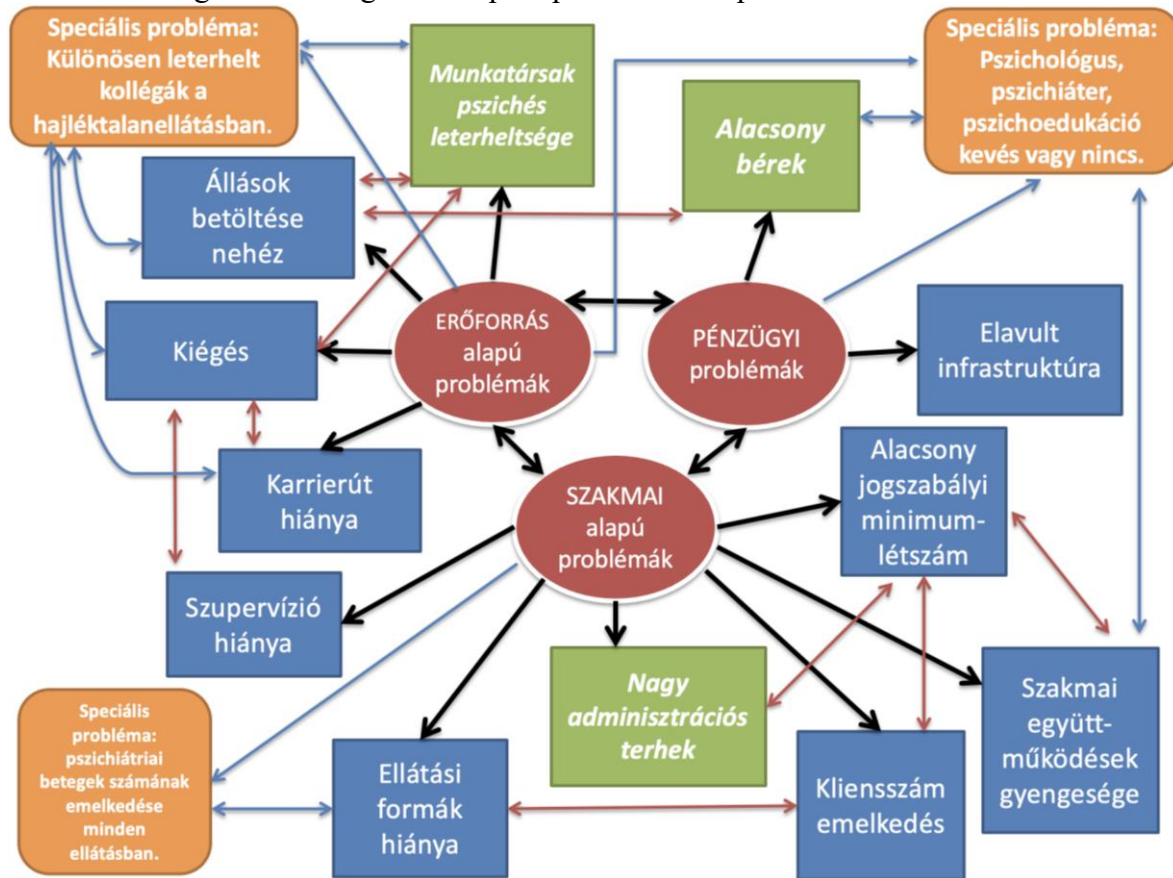 Speciális probléma:
Különösen leterhelt
kollégák a
hajléktalanellátásban.
Munkatársak
pszichés
leterheltsége
Alacsony
bérek
Speciális probléma:
Pszichológus,
pszichiáter,
pszichoedukáció
kevés vagy nincs.
Állások
betöltése
nehéz
Kiégés
ERŐFORRÁS
alapú
problémák
PÉNZÜGYI
problémák
Elavult
infrastruktúra
Karrierút
hiánya
SZAKMAI
alapú
problémák
Alacsony
jogszabályi
minimum-
létszám
Szupervízió
hiánya
Speciális
probléma:
pszichiátriai
betegek számának
emelkedése
minden
ellátásban.
Ellátási
formák
hiánya
Nagy
adminisztrációs
terhek
Kliensszám
emelkedés
Szakmai
együtt-
működések
gyengesége